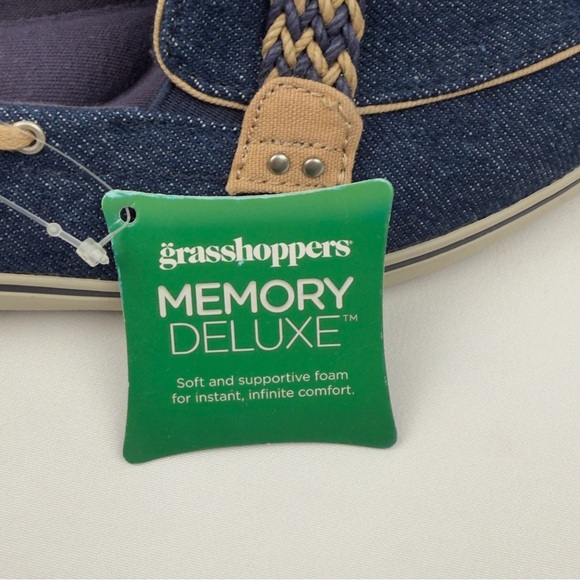 grasshoppers®
MEMORY
DELUXE™
Soft and supportive foam
for instant, infinite comfort.